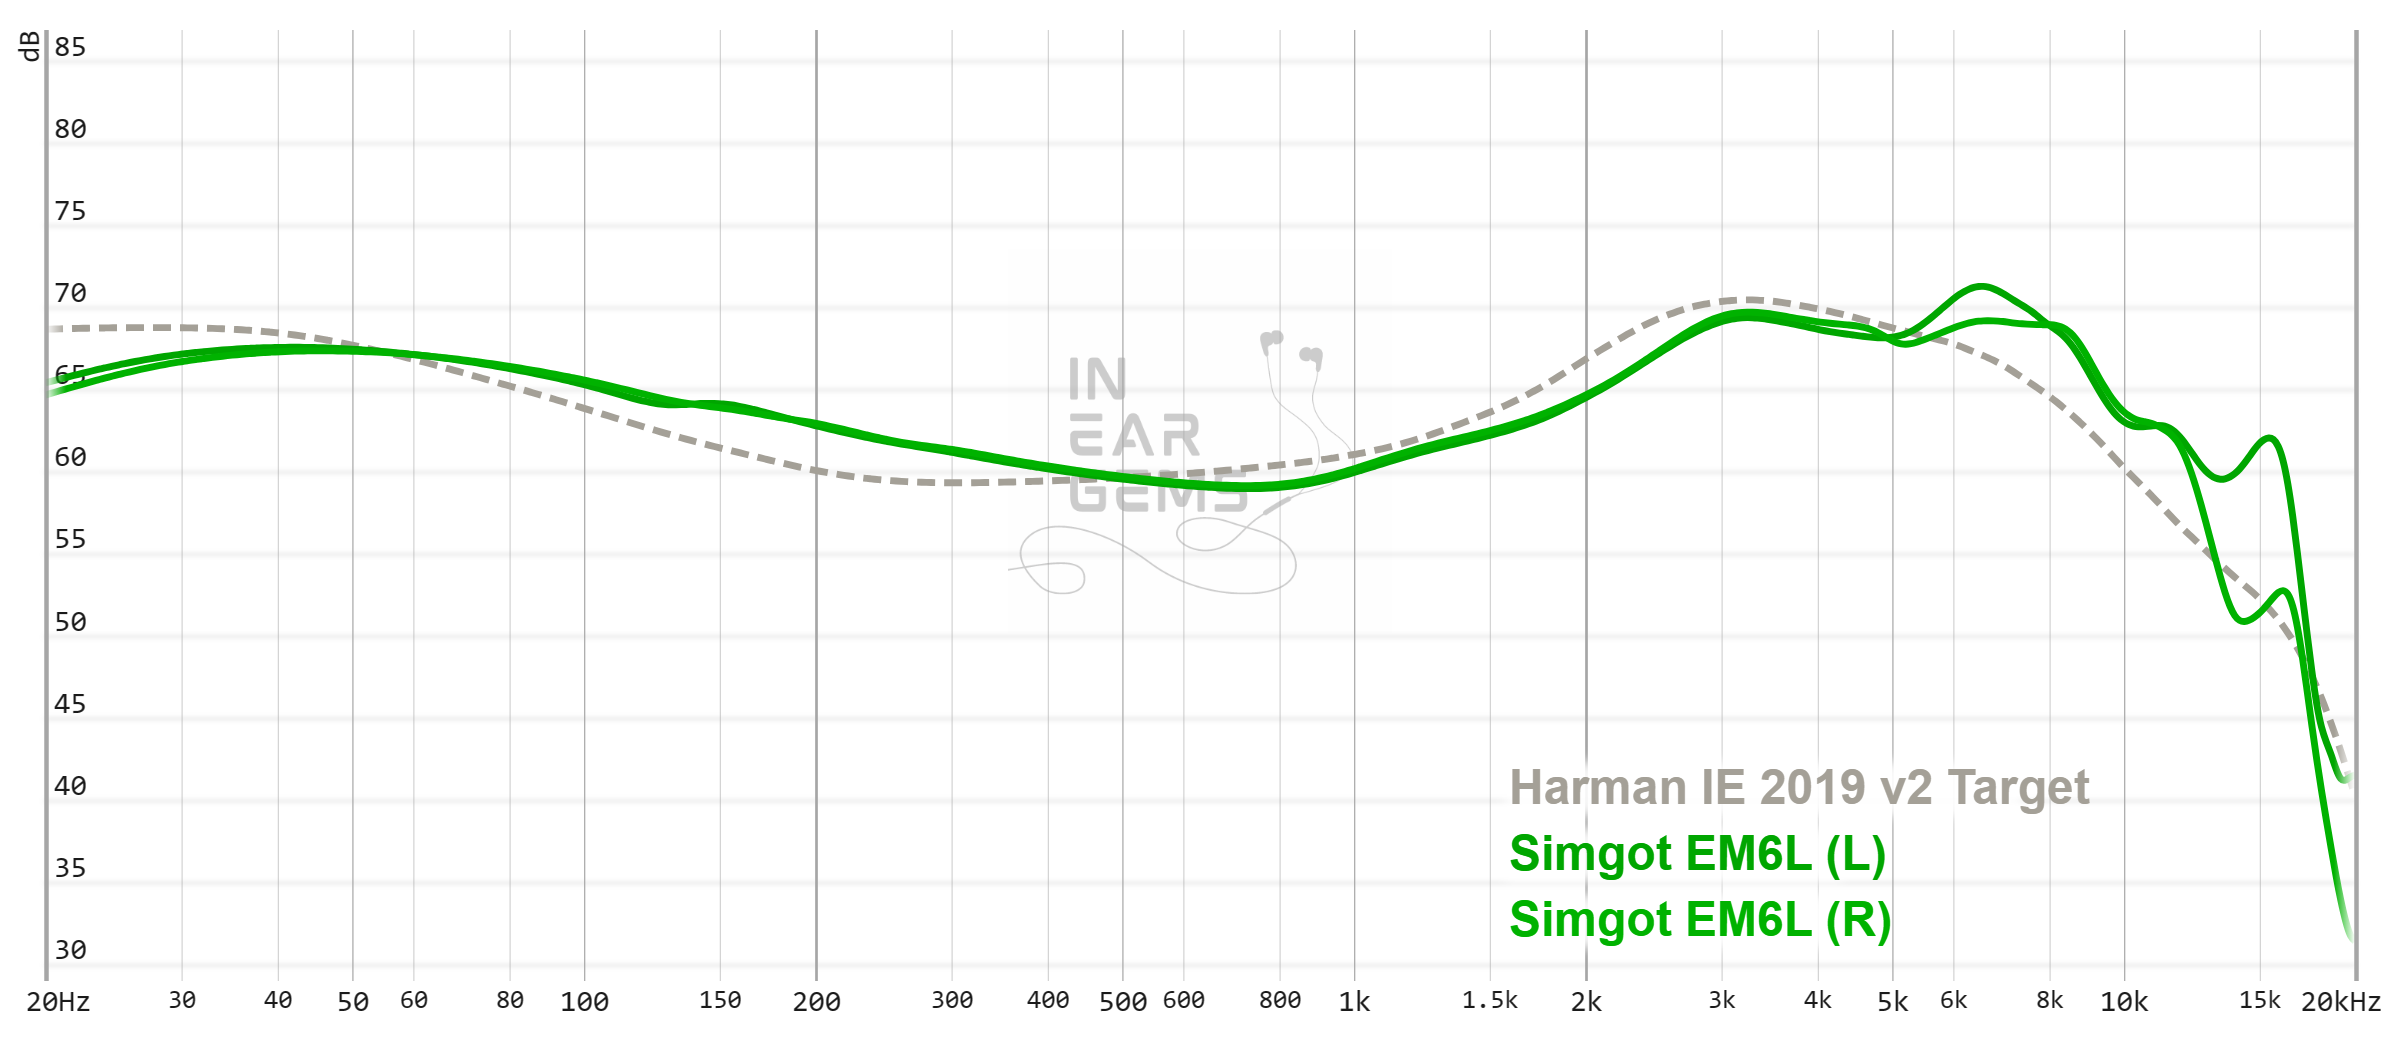 dB
85
80
75
70
65
60
55
50
45
40
35
30
IN
EAR
GEMS
Harman IE 2019 v2 Target
Simgot EM6L (L)
Simgot EM6L (R)
20Hz 30 40 50 60 80 100 150 200 300 400 500 600 800 1k 1.5k 2k 3k 4k 5k 6k 8k 10k 15k 20kHz